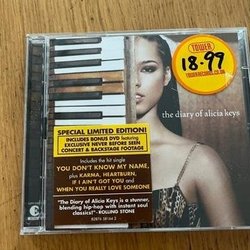 TOWER
18.99
TOWERRECORDS.CO.UK
the diary of alicia keys
SPECIAL LIMITED EDITION!
INCLUDES BONUS DVD featuring
EXCLUSIVE NEVER BEFORE SEEN
CONCERT & BACKSTAGE FOOTAGE
Includes the hit single
YOU DON'T KNOW MY NAME,
plus KARMA, HEARTBURN,
IF I AIN'T GOT YOU and
WHEN YOU REALLY LOVE SOMEONE
"The Diary of Alicia Keys is a stunner,
blending hip-hop with instant soul
classics!"-ROLLING STONE